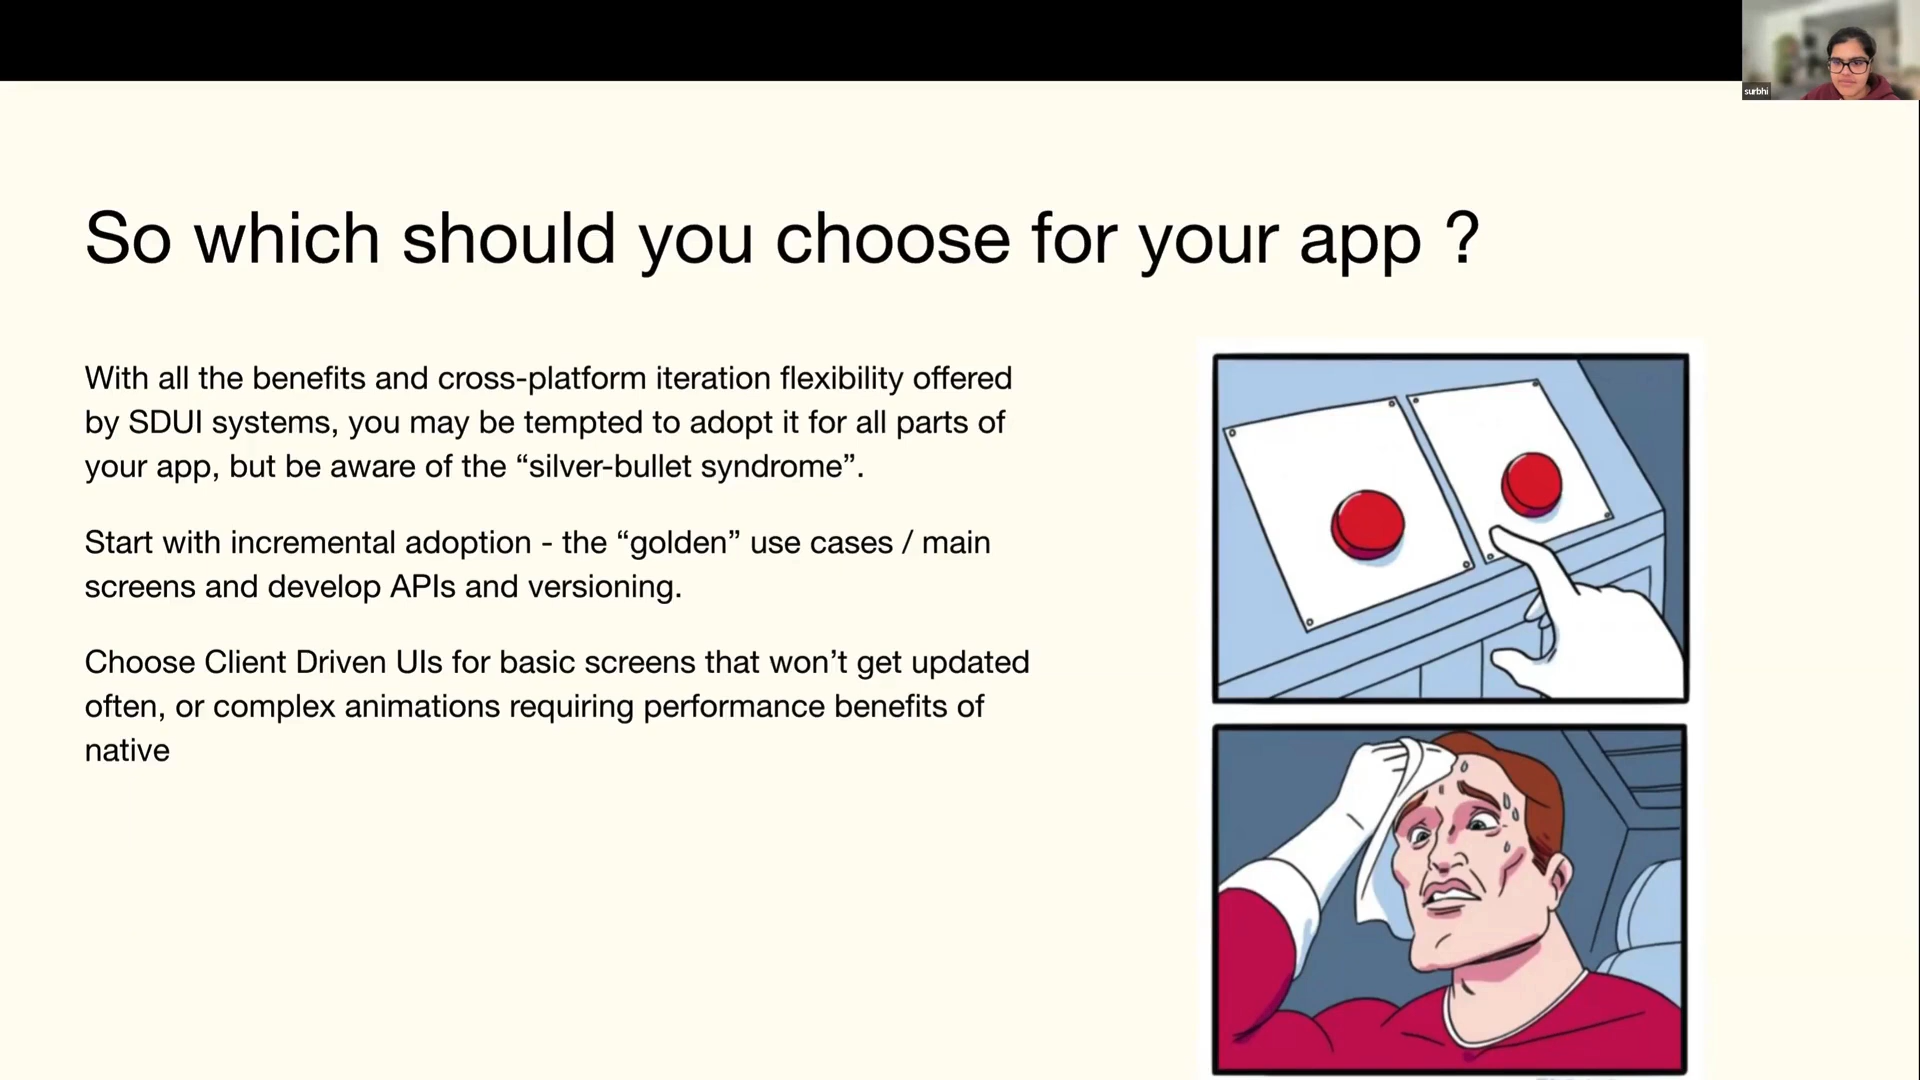 surbhi
So which should you choose for your app ?
With all the benefits and cross-platform iteration flexibility offered
by SDUI systems, you may be tempted to adopt it for all parts of
your app, but be aware of the “silver-bullet syndrome”.
Start with incremental adoption - the “golden” use cases / main
screens and develop APIs and versioning.
Choose Client Driven UIs for basic screens that won’t get updated
often, or complex animations requiring performance benefits of
native